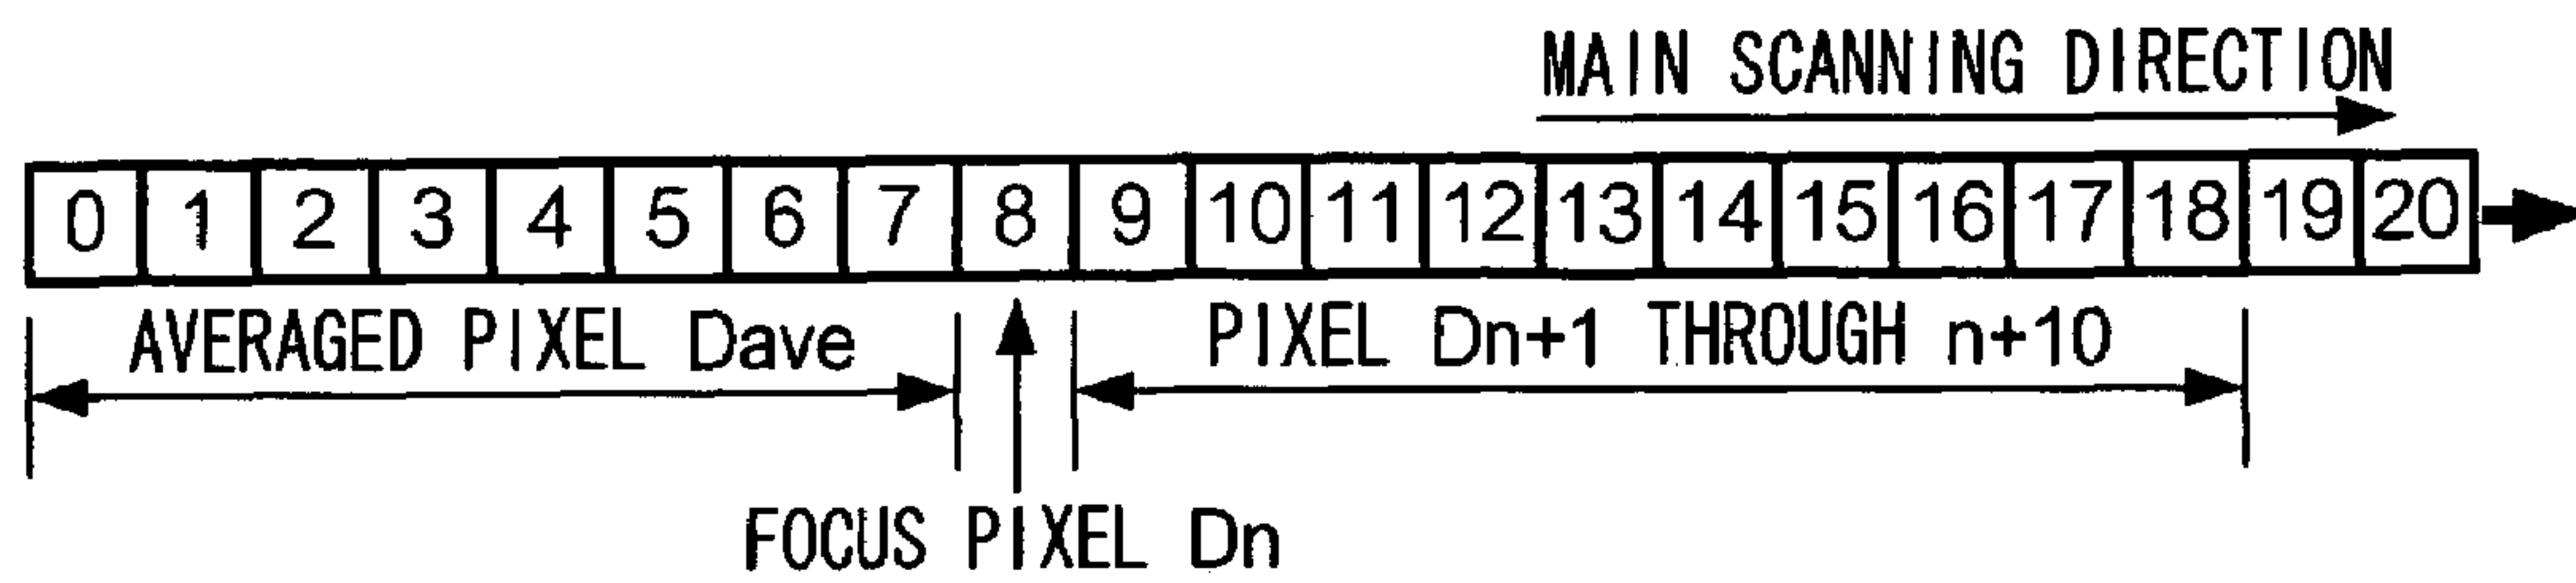 MAIN SCANNING DIRECTION
0 1 2 3 4 5 6 7 8 9 10 11 12 13 14 15 16 17 18 19 20
AVERAGED PIXEL Dave PIXEL Dn+1 THROUGH n+10
FOCUS PIXEL Dn